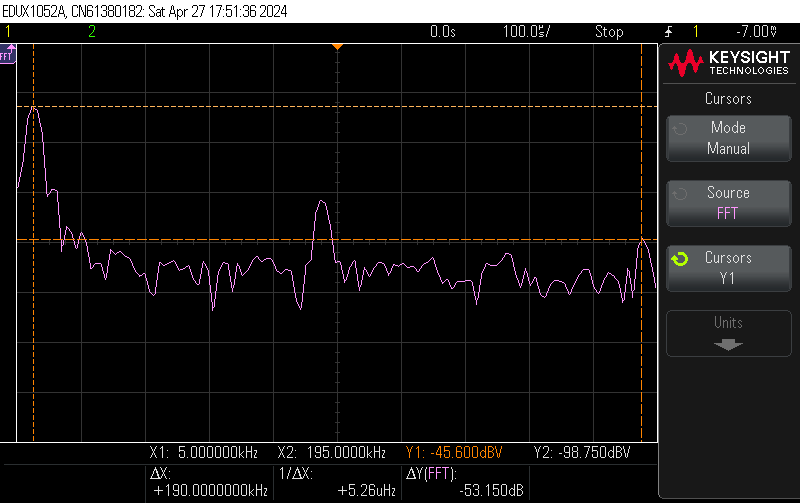 EDUX1052A, CN61380182: Sat Apr 27 17:51:36 2024
1 2 0.0s 100.0s/ Stop 1 -7.00V
FFT
KEYSIGHT
TECHNOLOGIES
Cursors
Mode
Manual
Source
FFT
Cursors
Y1
Units
X1: 5.000000kHz X2: 195.0000kHz Y1: -45.600dBV Y2: -98.750dBV
ΔX: 1/ΔX: ΔY(FFT):
+190.0000000kHz +5.26uHz -53.150dB